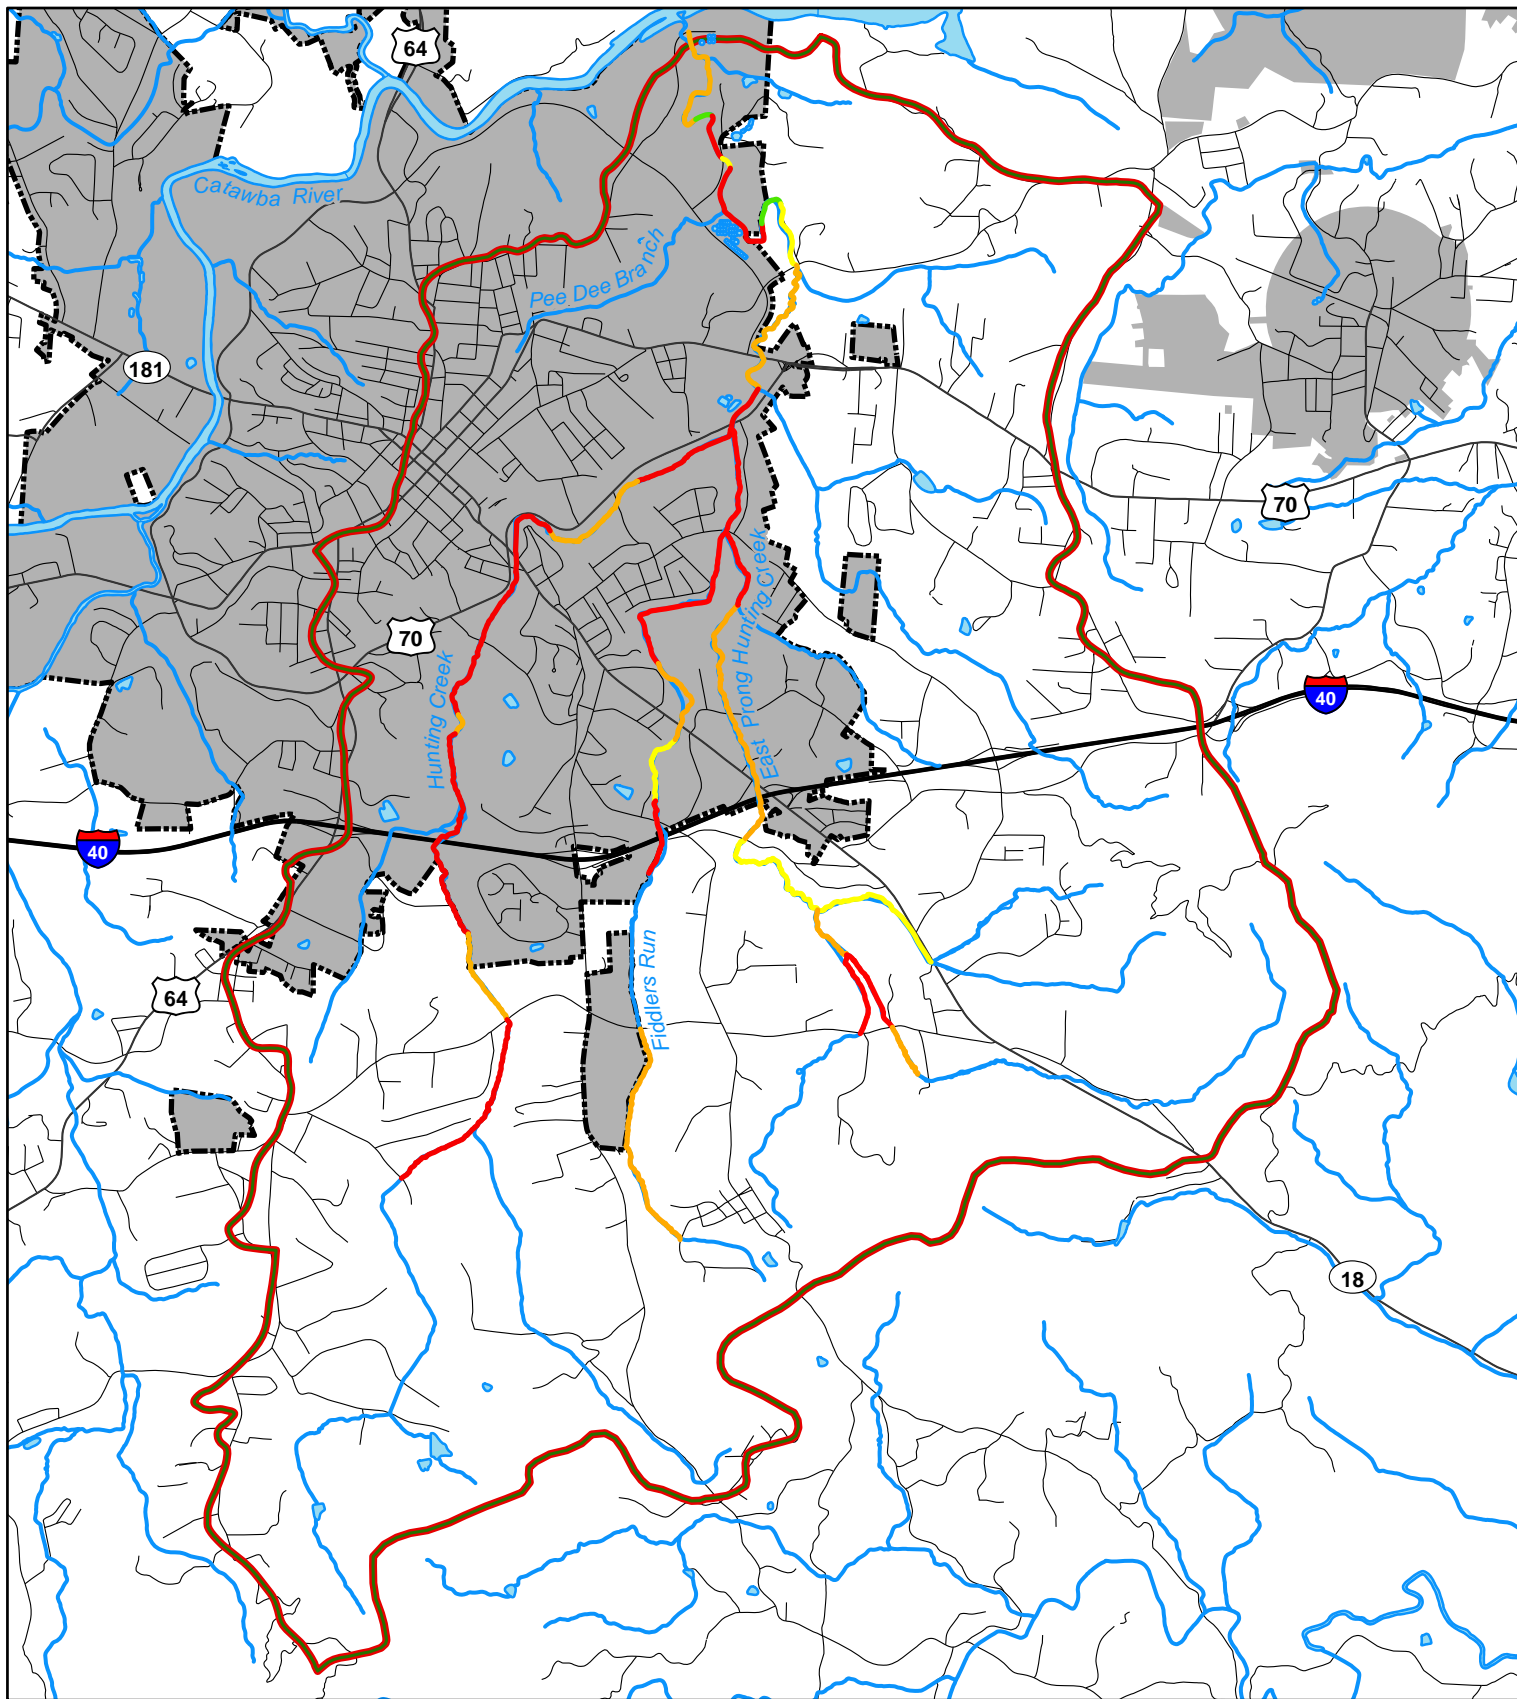 64
Catawba River
Pee Dee Branch
181
70
70
Hunting Creek
East Prong Hunting Creek
40
40
Fiddlers Run
64
18